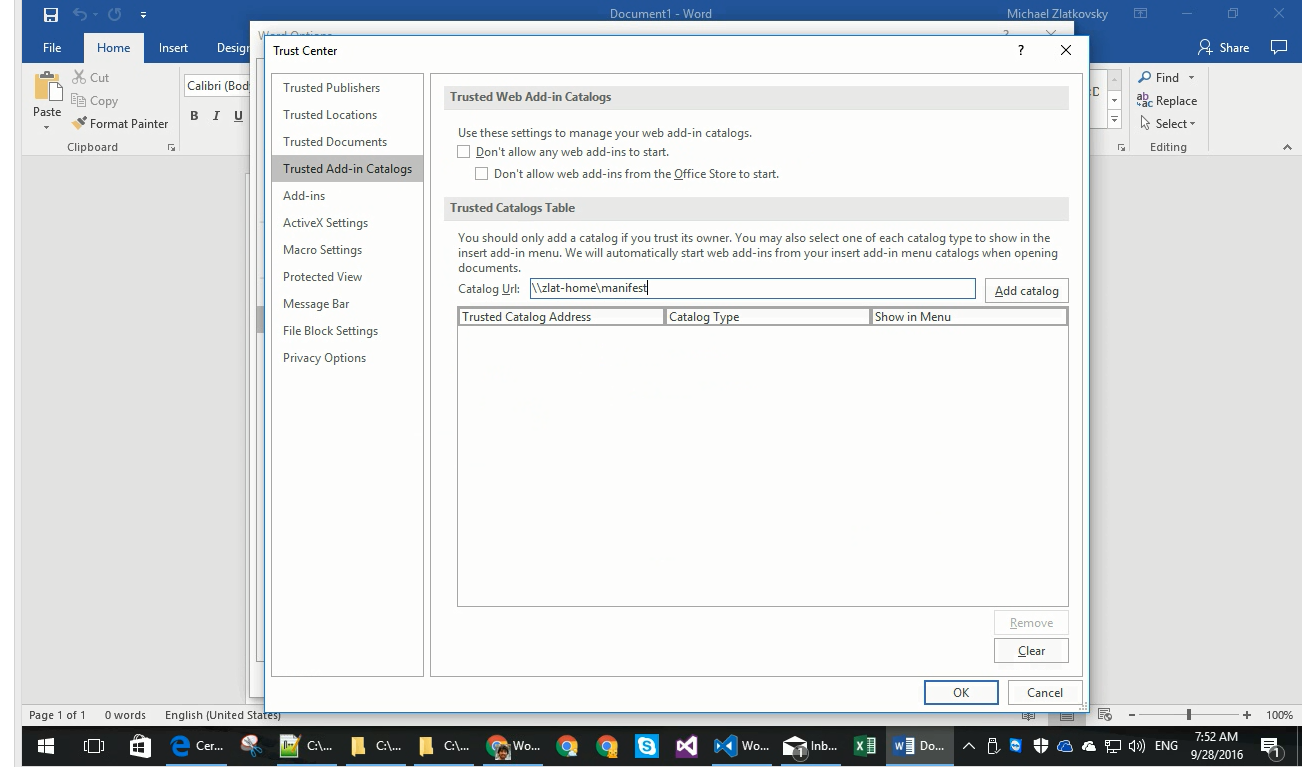 Document1 - Word
Michael Zlatkovsky
File
Home
Insert
Design
Word Options
Share
Cut
Copy
Paste
Format Painter
Clipboard
Calibri (Bod
B I U
Find
Replace
Select
Editing
Trust Center
?
Trusted Publishers
Trusted Locations
Trusted Documents
Trusted Add-in Catalogs
Add-ins
ActiveX Settings
Macro Settings
Protected View
Message Bar
File Block Settings
Privacy Options
Trusted Web Add-in Catalogs
Use these settings to manage your web add-in catalogs.
Don't allow any web add-ins to start.
Don't allow web add-ins from the Office Store to start.
Trusted Catalogs Table
You should only add a catalog if you trust its owner. You may also select one of each catalog type to show in the
insert add-in menu. We will automatically start web add-ins from your insert add-in menu catalogs when opening
documents.
Catalog Url: \\zlat-home\manifest
Add catalog
Trusted Catalog Address
Catalog Type
Show in Menu
Remove
Clear
OK
Cancel
Page 1 of 1
0 words
English (United States)
100%
Cer...
C:\...
C:\...
C:\...
Wo...
Wo...
Inb...
Do...
ENG
7:52 AM
9/28/2016